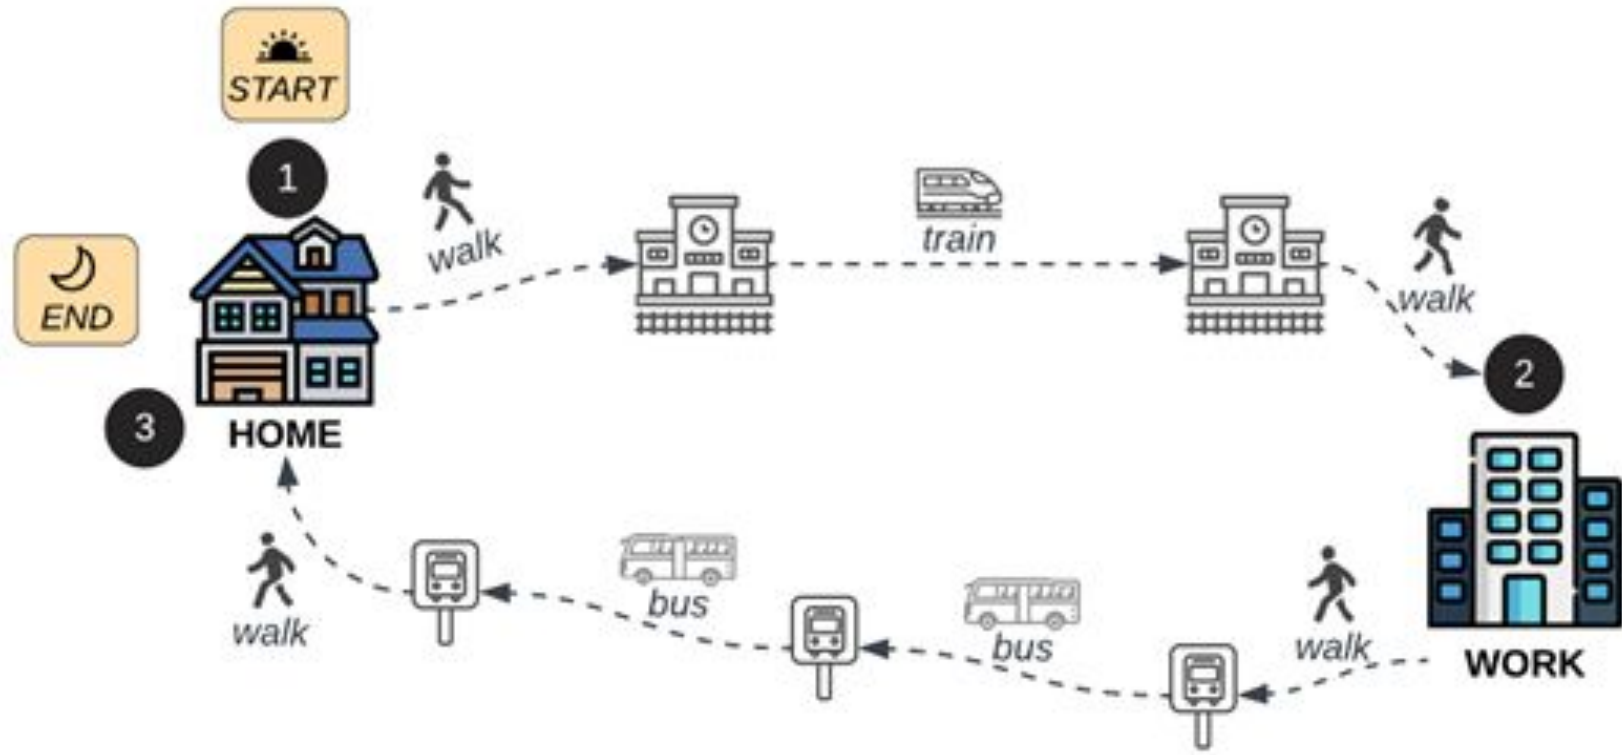 START
1
walk
train
walk
END
2
3
HOME
bus
bus
walk
walk
WORK